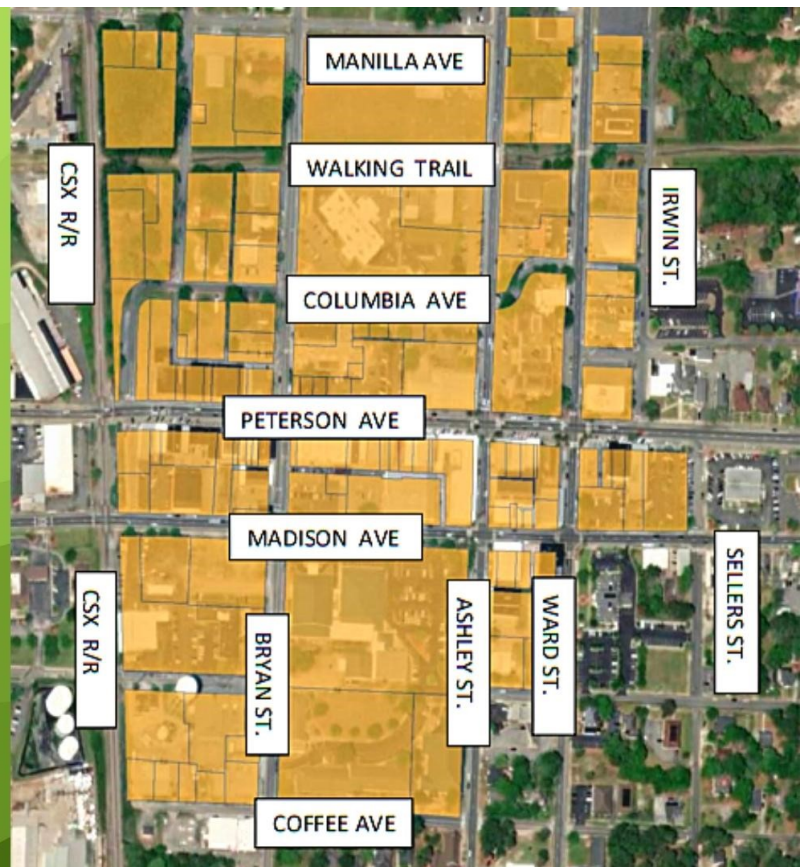 MANILLA AVE
WALKING TRAIL
CSX R/R
IRWIN ST.
COLUMBIA AVE
PETERSON AVE
MADISON AVE
CSX R/R
BRYAN ST.
ASHLEY ST.
WARD ST.
SELLERS ST.
COFFEE AVE